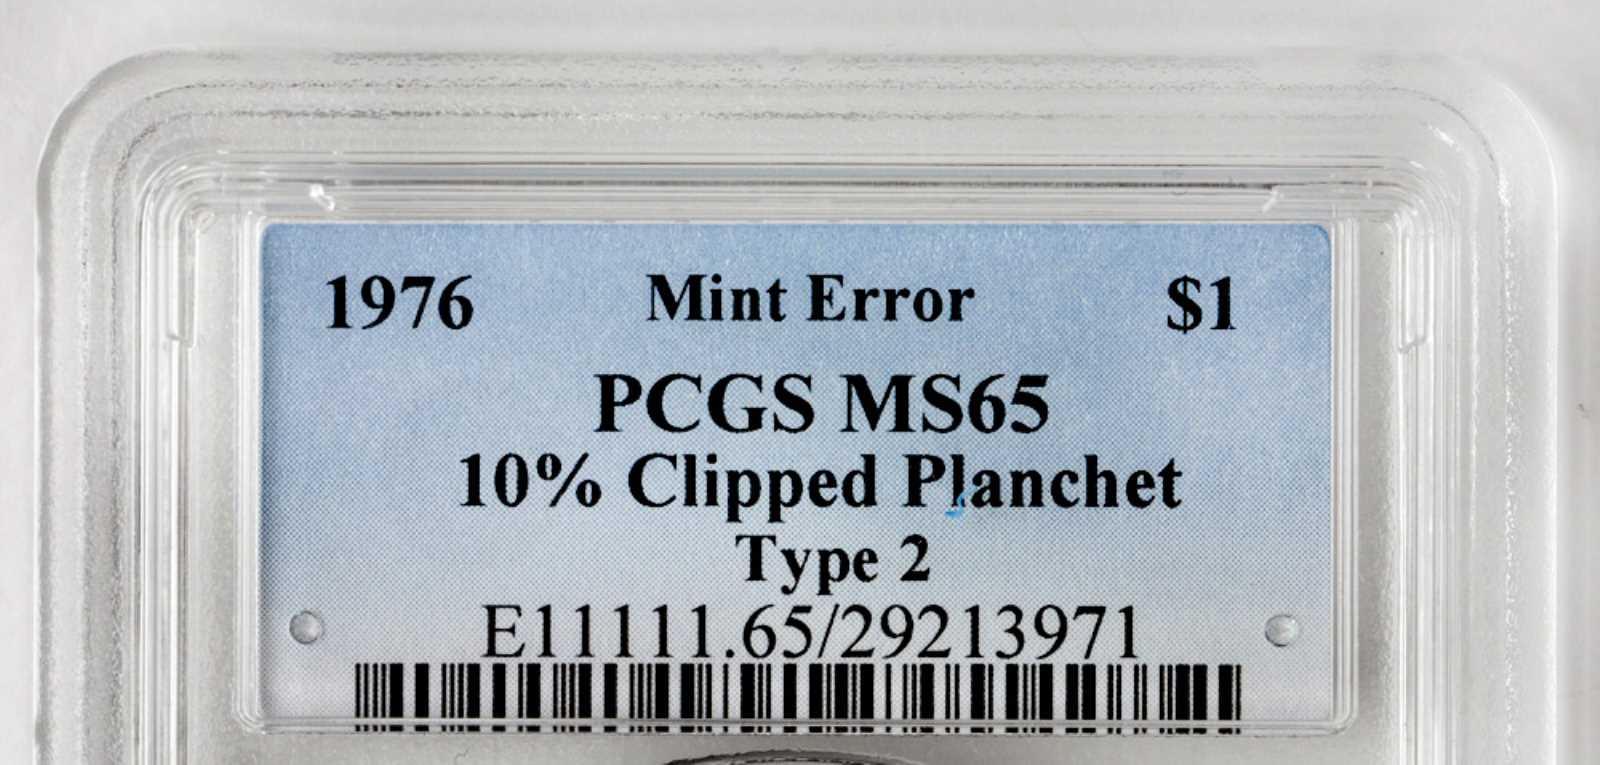 1976 Mint Error $1
PCGS MS65
10% Clipped Planchet
Type 2
E11111.65/29213971